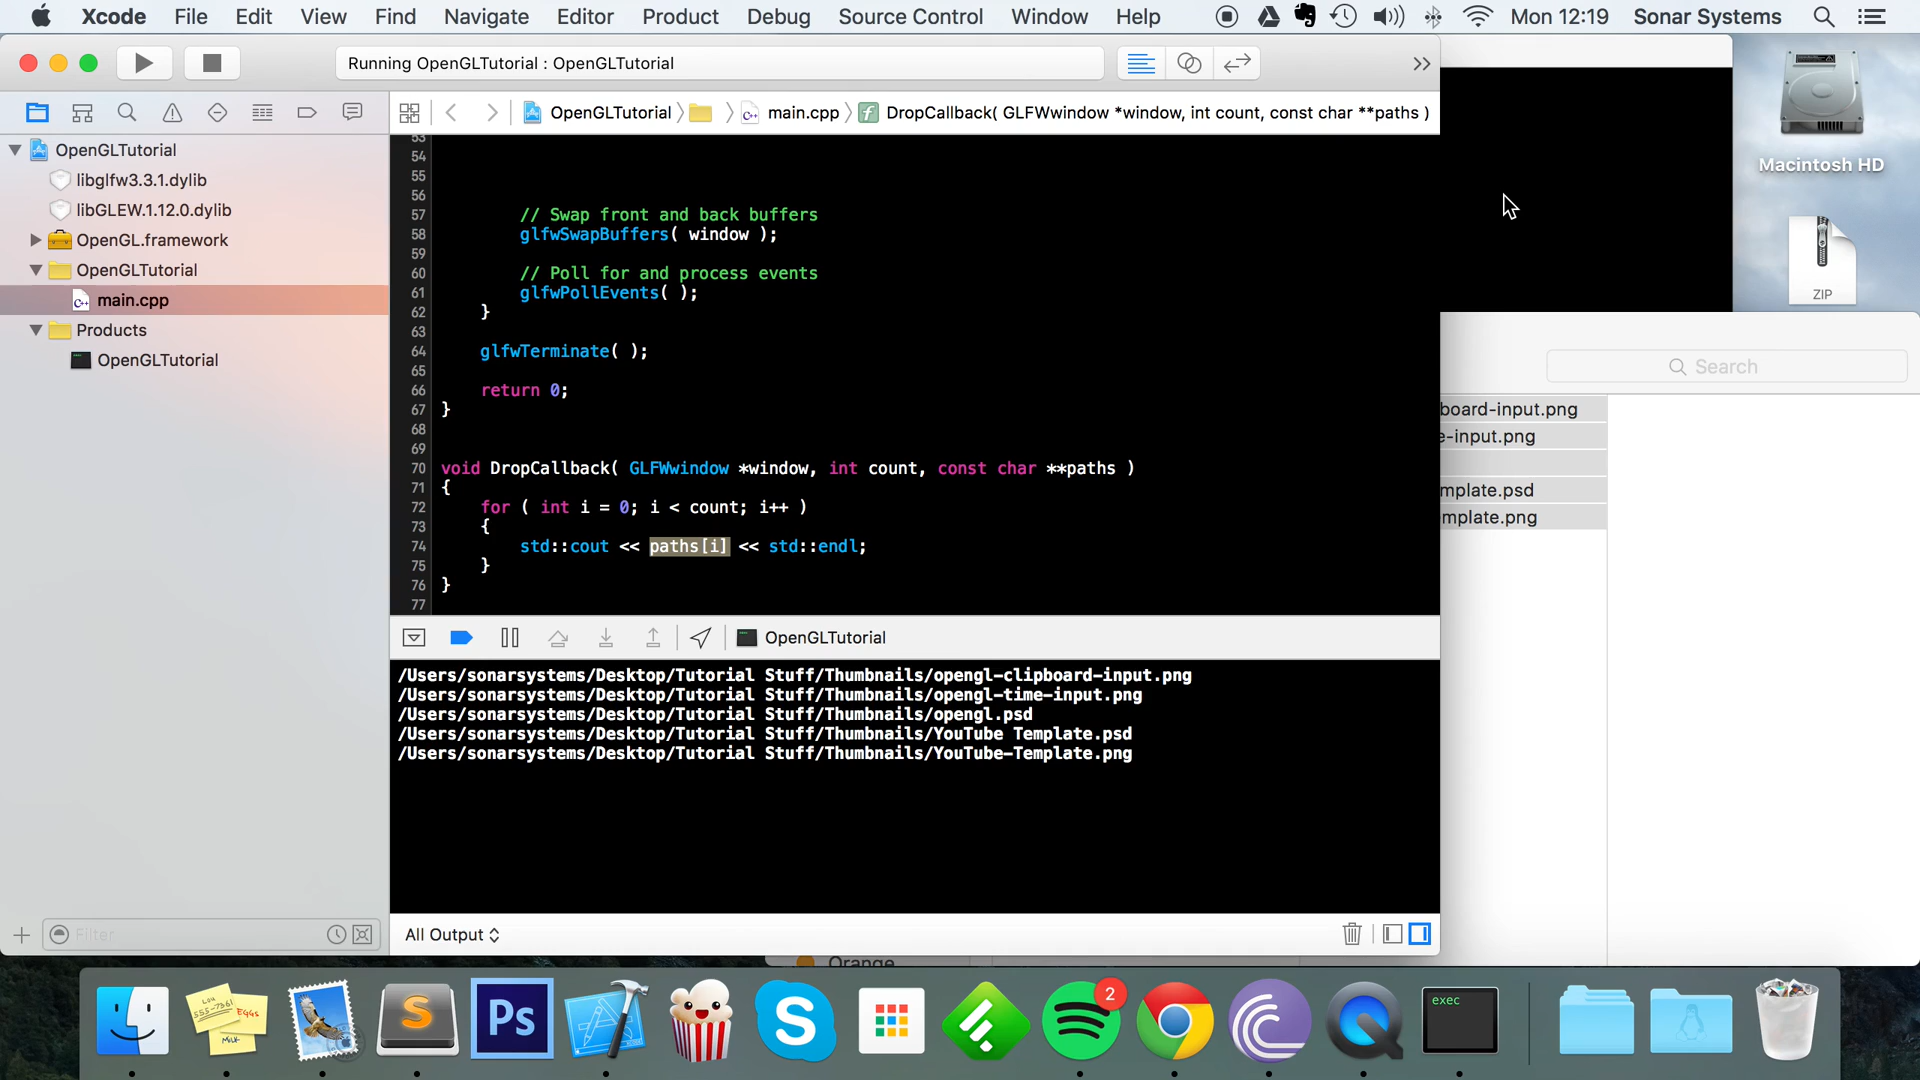 Xcode File Edit View Find Navigate Editor Product Debug Source Control Window Help Mon 12:19 Sonar Systems
Running OpenGLTutorial : OpenGLTutorial
OpenGLTutorial main.cpp DropCallback( GLFWwindow *window, int count, const char **paths )
OpenGLTutorial
libglfw3.3.1.dylib
libGLEW.1.12.0.dylib
OpenGL.framework
OpenGLTutorial
main.cpp
Products
OpenGLTutorial
Filter
53
54
55
56
57 // Swap front and back buffers
58 glfwSwapBuffers( window );
59
60 // Poll for and process events
61 glfwPollEvents( );
62 }
63
64 glfwTerminate( );
65
66 return 0;
67 }
68
69
70 void DropCallback( GLFWwindow *window, int count, const char **paths )
71 {
72 for ( int i = 0; i < count; i++ )
73 {
74 std::cout << paths[i] << std::endl;
75 }
76 }
77
OpenGLTutorial
/Users/sonarsystems/Desktop/Tutorial Stuff/Thumbnails/opengl-clipboard-input.png
/Users/sonarsystems/Desktop/Tutorial Stuff/Thumbnails/opengl-time-input.png
/Users/sonarsystems/Desktop/Tutorial Stuff/Thumbnails/opengl.psd
/Users/sonarsystems/Desktop/Tutorial Stuff/Thumbnails/YouTube Template.psd
/Users/sonarsystems/Desktop/Tutorial Stuff/Thumbnails/YouTube-Template.png
All Output
Macintosh HD
ZIP
Search
board-input.png
e-input.png
mplate.psd
mplate.png
Orange
LOU
555-7361
EGGS
MILK
S
Ps
S
2
exec